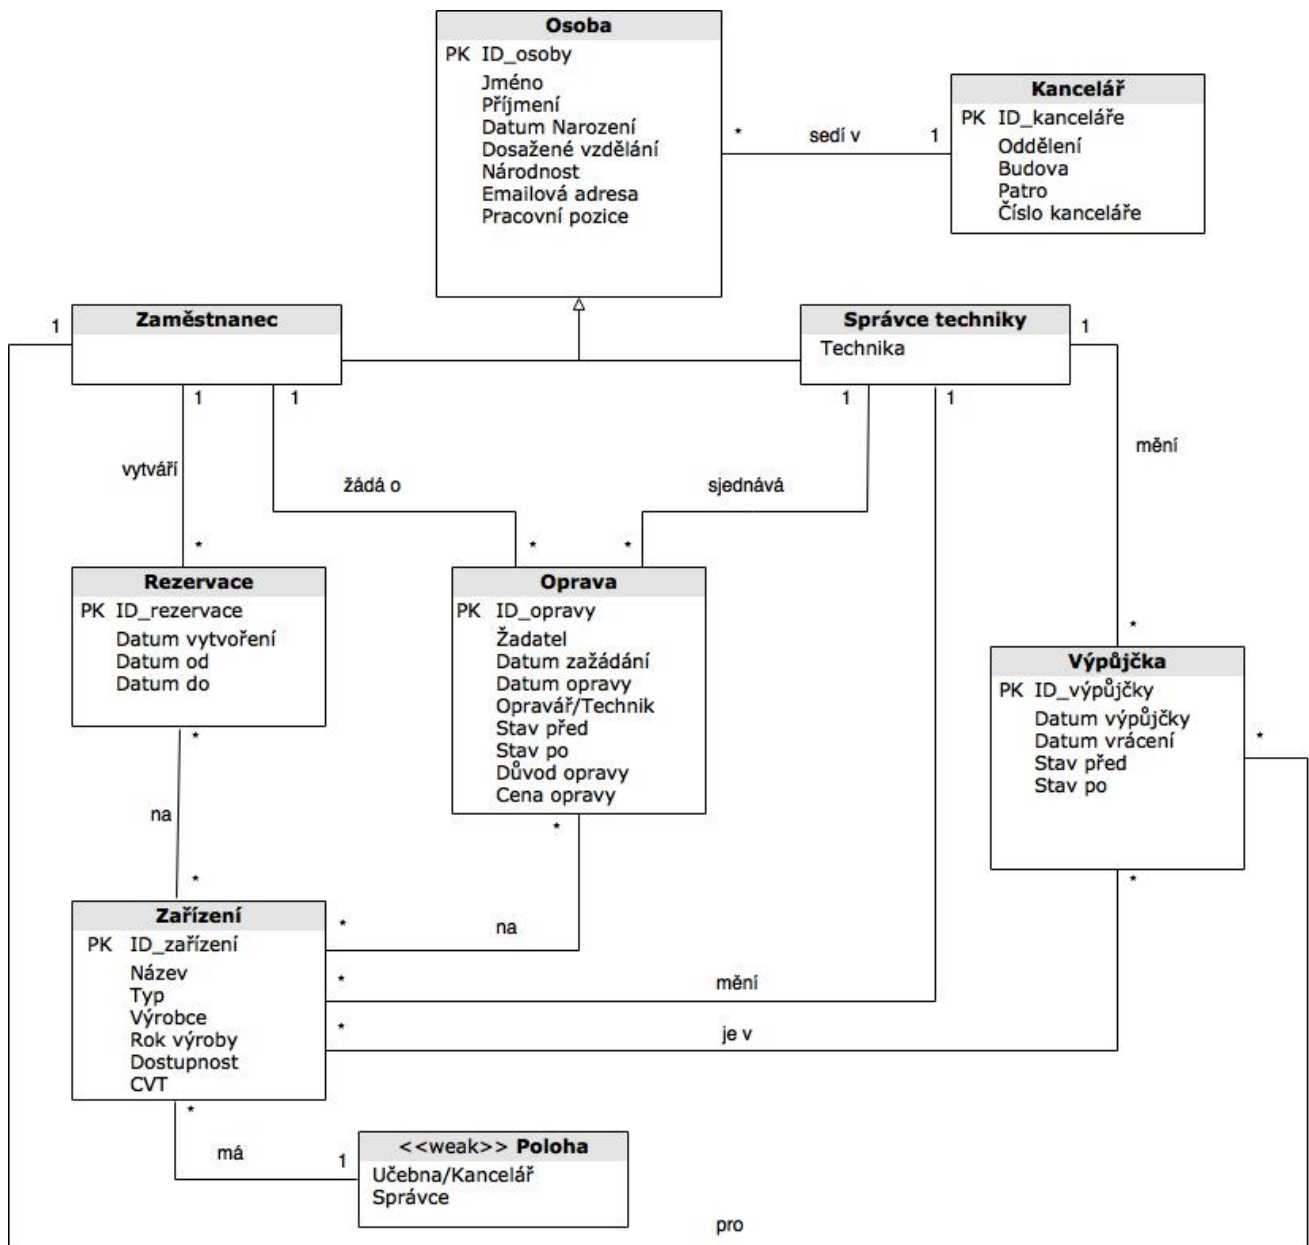 Osoba
PK ID_osoby
Jméno
Příjmení
Datum Narození
Dosažené vzdělání
Národnost
Emailová adresa
Pracovní pozice
* sedí v 1
Kancelář
PK ID_kanceláře
Oddělení
Budova
Patro
Číslo kanceláře
1
Zaměstnanec
1 1
Správce techniky
Technika
1
1 1
vytváří
*
žádá o
*
sjednává
*
mění
*
Rezervace
PK ID_rezervace
Datum vytvoření
Datum od
Datum do
*
na
*
Oprava
PK ID_opravy
Žadatel
Datum zažádání
Datum opravy
Opravář/Technik
Stav před
Stav po
Důvod opravy
Cena opravy
*
Výpůjčka
PK ID_výpůjčky
Datum výpůjčky
Datum vrácení
Stav před
Stav po
*
*
Zařízení
PK ID_zařízení
Název
Typ
Výrobce
Rok výroby
Dostupnost
CVT
* na
* mění
* je v
*
má
1
<<weak>> Poloha
Učebna/Kancelář
Správce
pro